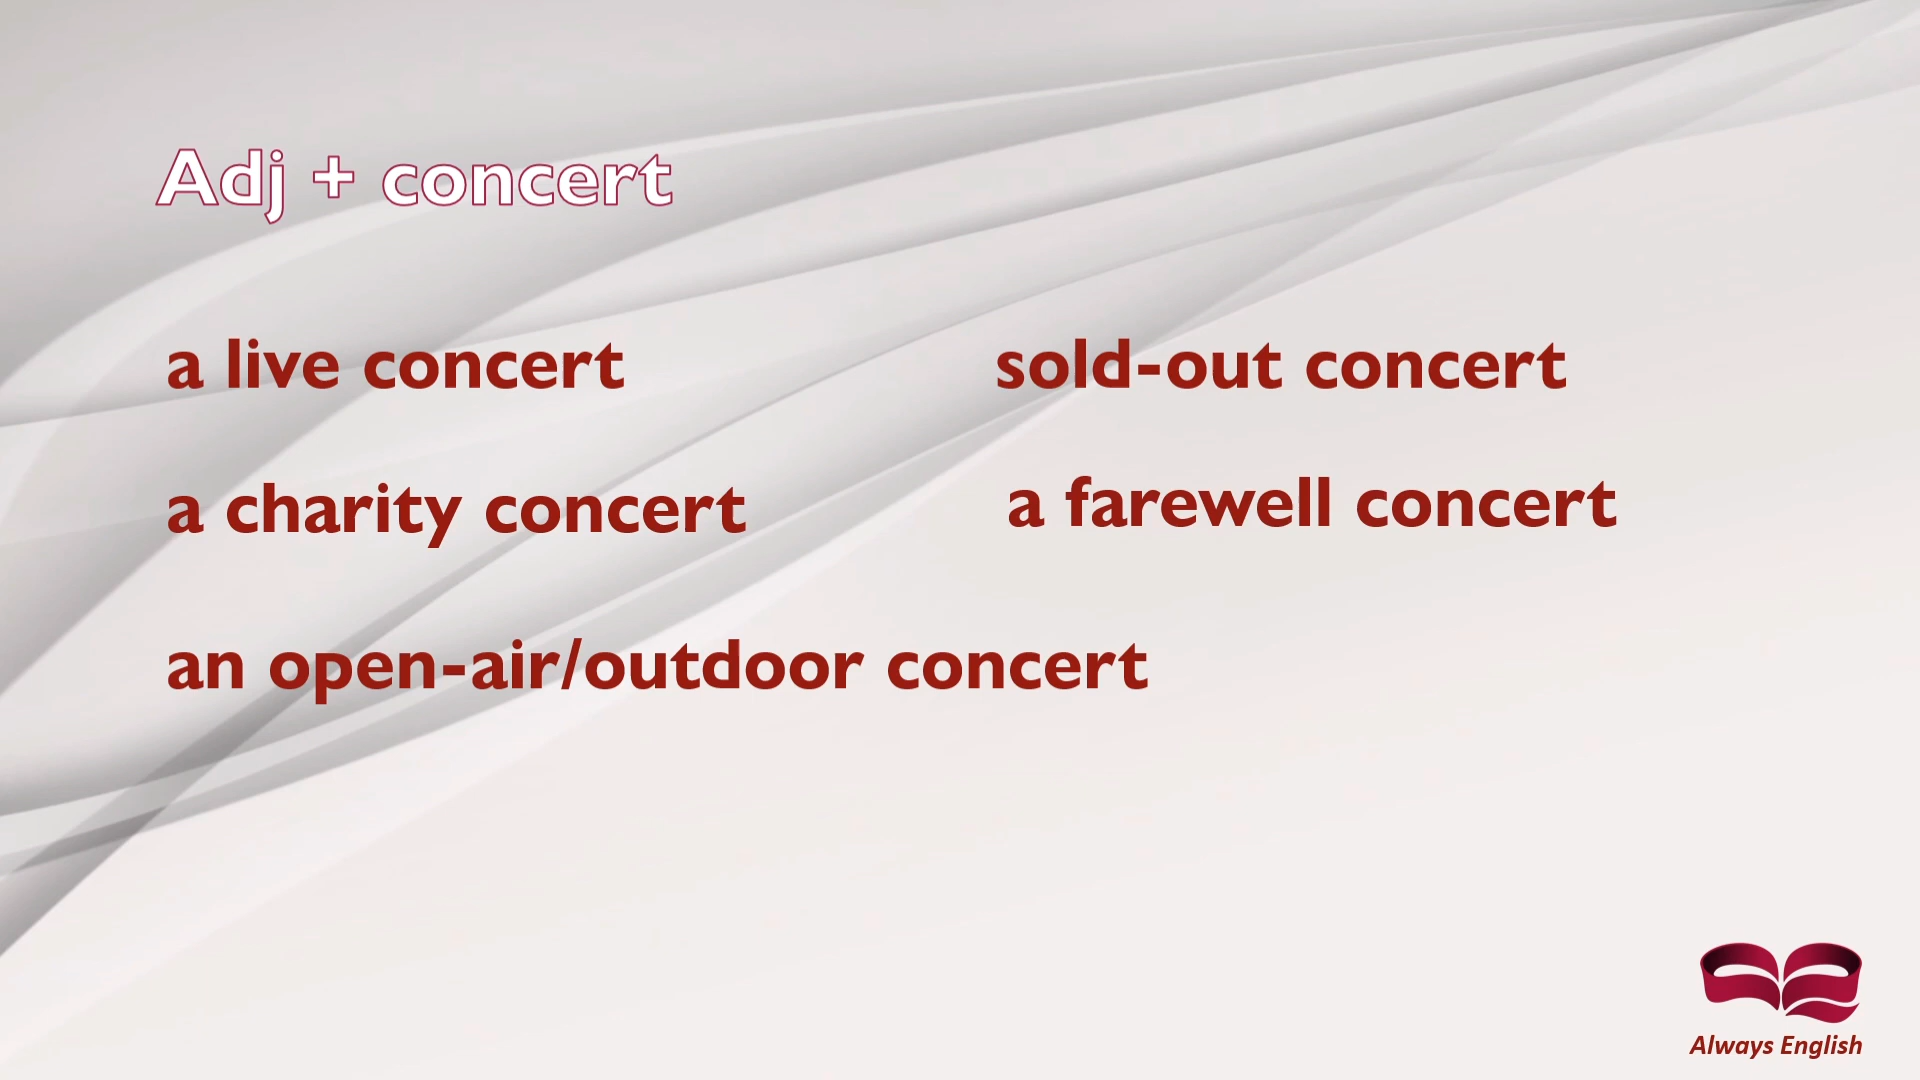 Adj + concert
a live concert
sold-out concert
a charity concert
a farewell concert
an open-air/outdoor concert
Always English